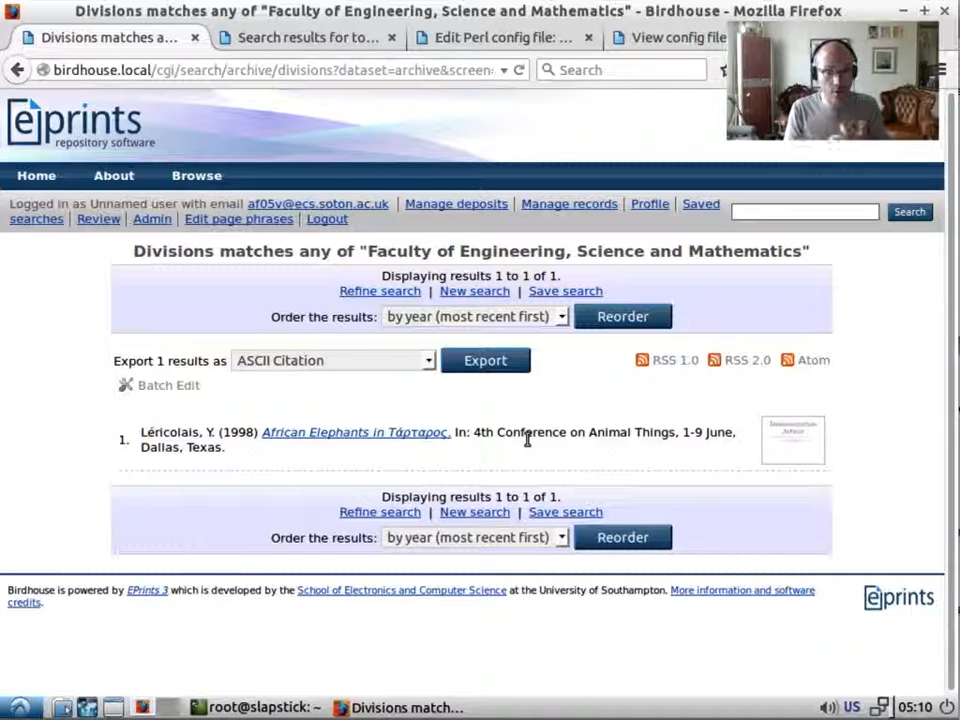 Divisions matches any of "Faculty of Engineering, Science and Mathematics" - Birdhouse - Mozilla Firefox
Divisions matches a... × Search results for to... × Edit Perl config file: ... × View config file
birdhouse.local/cgi/search/archive/divisions?dataset=archive&screen= Search
eprints
repository software
Home About Browse
Logged in as Unnamed user with email af05v@ecs.soton.ac.uk | Manage deposits | Manage records | Profile | Saved
searches | Review | Admin | Edit page phrases | Logout Search
Divisions matches any of "Faculty of Engineering, Science and Mathematics"
Displaying results 1 to 1 of 1.
Refine search | New search | Save search
Order the results: by year (most recent first) Reorder
Export 1 results as ASCII Citation Export RSS 1.0 RSS 2.0 Atom
Batch Edit
1. Léricolais, Y. (1998) African Elephants in Τάρταρος. In: 4th Conference on Animal Things, 1-9 June,
Dallas, Texas.
Displaying results 1 to 1 of 1.
Refine search | New search | Save search
Order the results: by year (most recent first) Reorder
Birdhouse is powered by EPrints 3 which is developed by the School of Electronics and Computer Science at the University of Southampton. More information and software
credits.
eprints
root@slapstick: ~ Divisions match... US 05:10